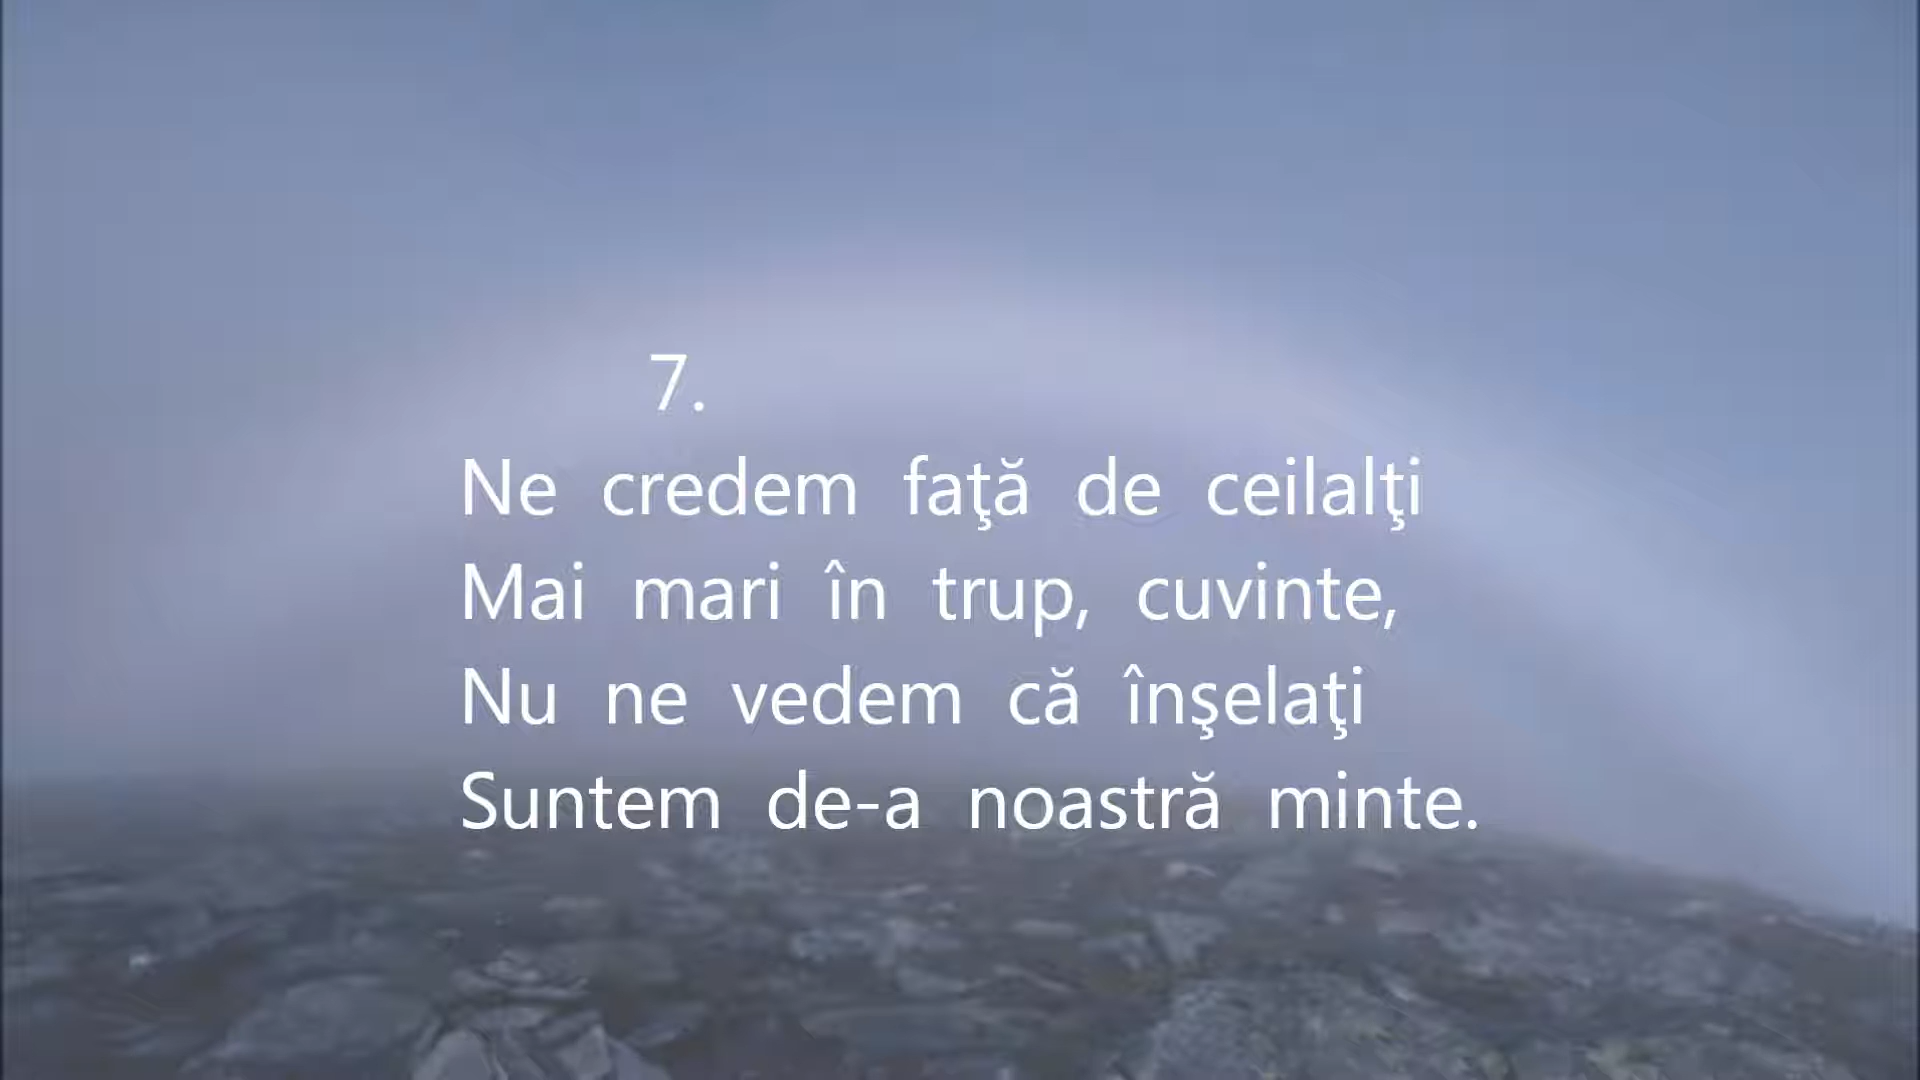 7.
Ne credem faţă de ceilalţi
Mai mari în trup, cuvinte,
Nu ne vedem că înşelaţi
Suntem de-a noastră minte.